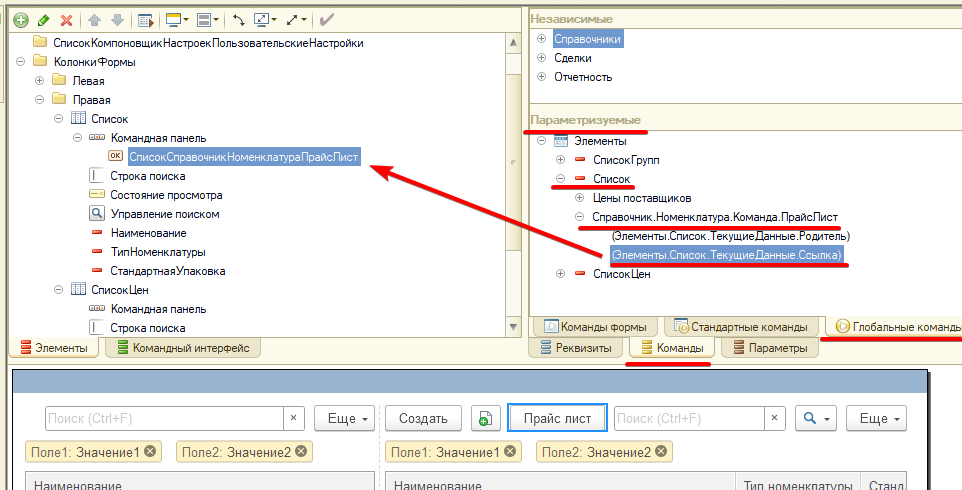 СписокКомпоновщикНастроекПользовательскиеНастройки
КолонкиФормы
Левая
Правая
Список
Командная панель
OK СписокСправочникНоменклатураПрайсЛист
Строка поиска
Состояние просмотра
Управление поиском
Наименование
ТипНоменклатуры
СтандартнаяУпаковка
СписокЦен
Командная панель
Строка поиска
Элементы
Командный интерфейс
Независимые
Справочники
Сделки
Отчетность
Параметризуемые
Элементы
СписокГрупп
Список
Цены поставщиков
Справочник.Номенклатура.Команда.ПрайсЛист
(Элементы.Список.ТекущиеДанные.Родитель)
(Элементы.Список.ТекущиеДанные.Ссылка)
СписокЦен
Команды формы
Стандартные команды
Глобальные команды
Реквизиты
Команды
Параметры
Поиск (Ctrl+F) × Еще Создать Прайс лист Поиск (Ctrl+F) × Еще
Поле1: Значение1 Поле2: Значение2 Поле1: Значение1 Поле2: Значение2
Наименование Наименование Тип номенклатуры Станд